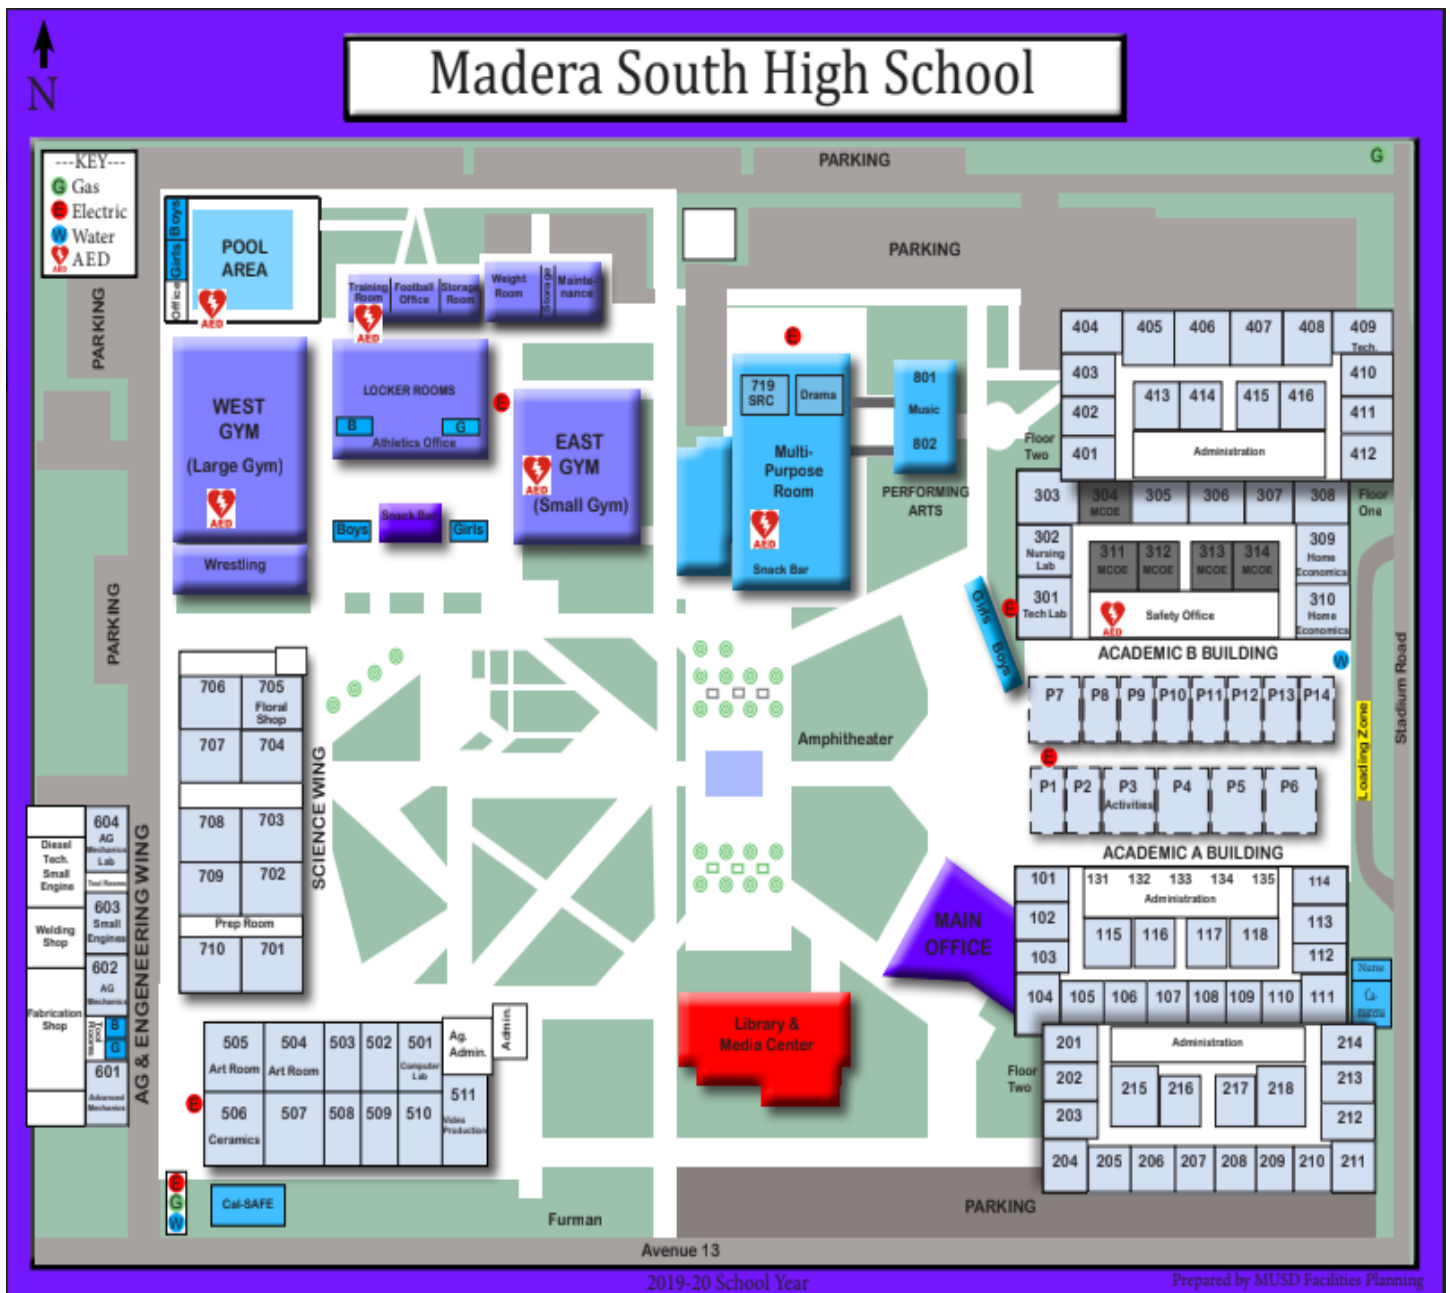 Madera South High School
N
---KEY---
G Gas
E Electric
W Water
AED AED
PARKING
G
PARKING
Boys
Girls
Office
POOL
AREA
AED
Training
Room
Football
Office
Storage
Room
Weight
Room
Storage
Mainte-
nance
AED
PARKING
WEST
GYM
(Large Gym)
AED
Wrestling
LOCKER ROOMS
B
G
Athletics Office
E
EAST
GYM
AED
(Small Gym)
Boys
Snack Bar
Girls
E
719
SRC
Drama
Multi-
Purpose
Room
AED
Snack Bar
801
Music
802
PERFORMING
ARTS
404
405
406
407
408
409
Tech.
403
410
413
414
415
416
402
411
Floor
Two
401
Administration
412
303
304
MCOE
305
306
307
308
Floor
One
302
Nursing
Lab
311
MCOE
312
MCOE
313
MCOE
314
MCOE
309
Home
Economics
301
Tech Lab
E
AED
Safety Office
310
Home
Economics
Girls
Boys
ACADEMIC B BUILDING
W
PARKING
Stadium Road
Loading Zone
P7
P8
P9
P10
P11
P12
P13
P14
E
P1
P2
P3
Activities
P4
P5
P6
ACADEMIC A BUILDING
706
705
Floral
Shop
707
704
708
703
709
702
Prep Room
710
701
SCIENCE WING
Amphitheater
MAIN
OFFICE
101
131
132
133
134
135
Administration
114
102
113
115
116
117
118
103
112
104
105
106
107
108
109
110
111
Nurse
604
AG
Mechanics
Lab
Diesel
Tech.
Small
Engine
Tool Rooms
603
Small
Engines
Welding
Shop
602
AG
Mechanics
Fabrication
Shop
Tool
Rooms
B
G
601
Advanced
Mechanics
AG & ENGENEERING WING
505
Art Room
504
Art Room
503
502
501
Computer
Lab
Ag.
Admin.
Admin.
E
506
Ceramics
507
508
509
510
511
Video
Production
Library &
Media Center
201
Administration
214
Floor
Two
202
213
215
216
217
218
203
212
204
205
206
207
208
209
210
211
E
G
W
Cal-SAFE
Furman
PARKING
Avenue 13
2019-20 School Year
Prepared by MUSD Facilities Planning